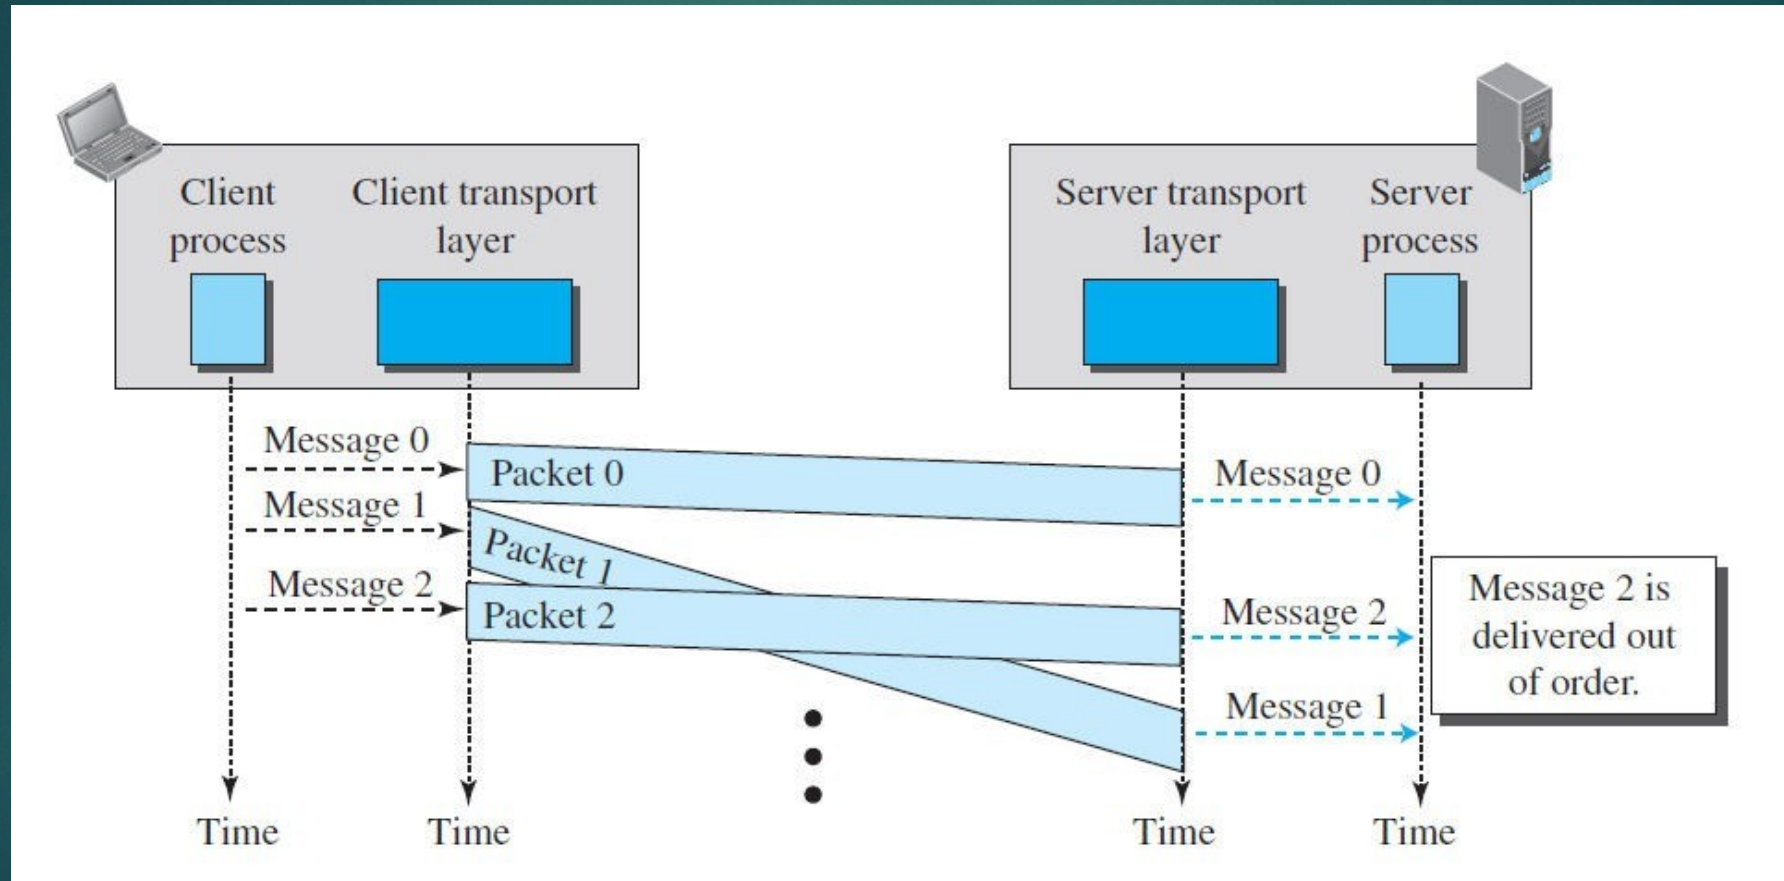 Client
process
Client transport
layer
Server transport
layer
Server
process
Message 0
Packet 0
Message 0
Message 1
Packet 1
Message 2
Packet 2
Message 2
Message 1
Message 2 is
delivered out
of order.
Time
Time
Time
Time